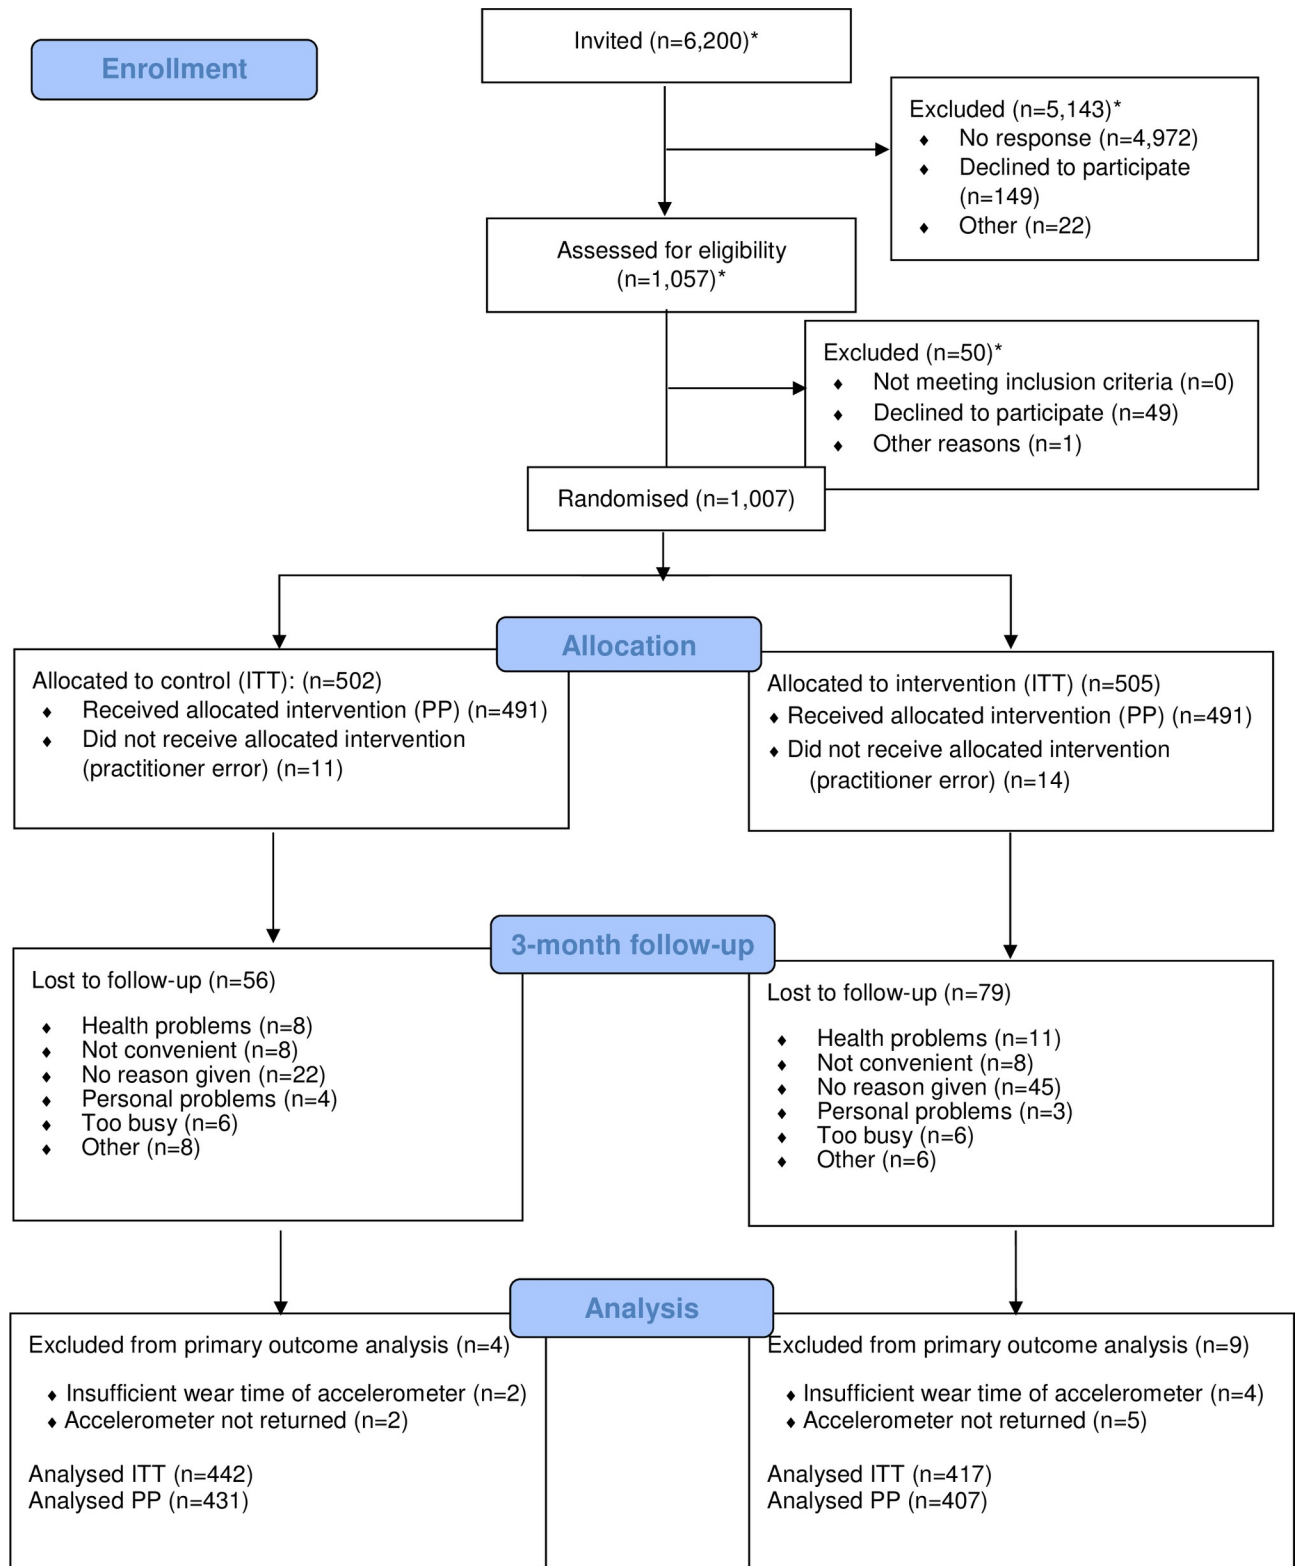 Enrollment
Invited (n=6,200)*
Excluded (n=5,143)*
♦ No response (n=4,972)
♦ Declined to participate
(n=149)
♦ Other (n=22)
Assessed for eligibility
(n=1,057)*
Excluded (n=50)*
♦ Not meeting inclusion criteria (n=0)
♦ Declined to participate (n=49)
♦ Other reasons (n=1)
Randomised (n=1,007)
Allocation
Allocated to control (ITT): (n=502)
♦ Received allocated intervention (PP) (n=491)
♦ Did not receive allocated intervention
(practitioner error) (n=11)
Allocated to intervention (ITT) (n=505)
♦ Received allocated intervention (PP) (n=491)
♦ Did not receive allocated intervention
(practitioner error) (n=14)
3-month follow-up
Lost to follow-up (n=56)
♦ Health problems (n=8)
♦ Not convenient (n=8)
♦ No reason given (n=22)
♦ Personal problems (n=4)
♦ Too busy (n=6)
♦ Other (n=8)
Lost to follow-up (n=79)
♦ Health problems (n=11)
♦ Not convenient (n=8)
♦ No reason given (n=45)
♦ Personal problems (n=3)
♦ Too busy (n=6)
♦ Other (n=6)
Analysis
Excluded from primary outcome analysis (n=4)
♦ Insufficient wear time of accelerometer (n=2)
♦ Accelerometer not returned (n=2)
Analysed ITT (n=442)
Analysed PP (n=431)
Excluded from primary outcome analysis (n=9)
♦ Insufficient wear time of accelerometer (n=4)
♦ Accelerometer not returned (n=5)
Analysed ITT (n=417)
Analysed PP (n=407)